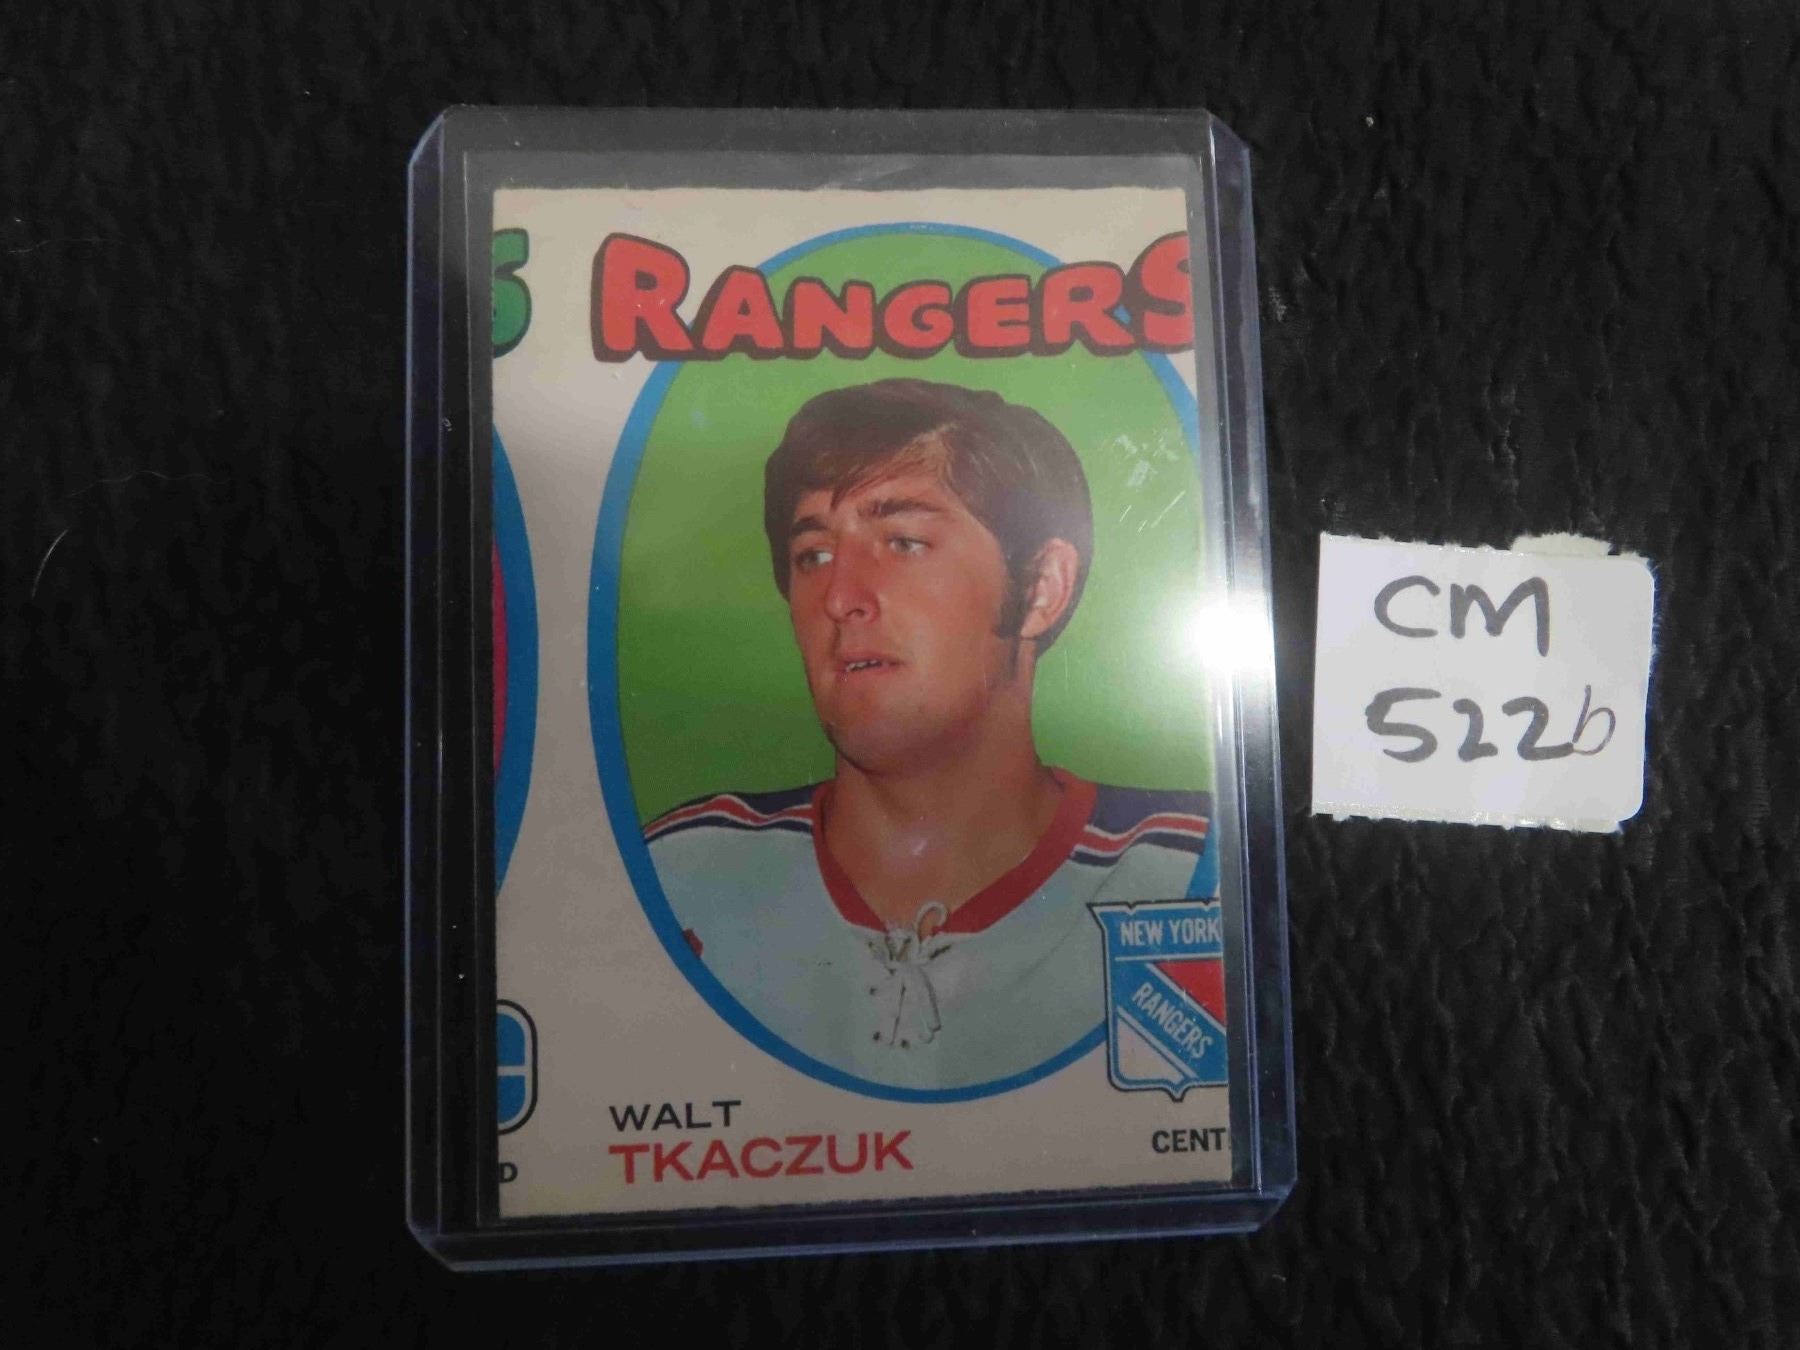 S RANGERS
NEW YORK
RANGERS
WALT
TKACZUK
CENT
D
CM
522b